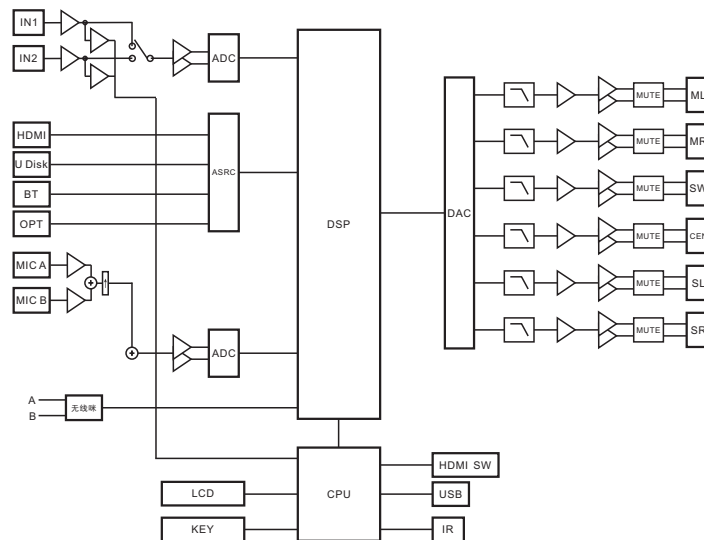 IN1
IN2
ADC
HDMI
U Disk
BT
OPT
ASRC
MIC A
MIC B
ADC
A
B
无线咪
DSP
DAC
MUTE
MUTE
MUTE
MUTE
MUTE
MUTE
ML
MR
SW
CEN
SL
SR
CPU
LCD
KEY
HDMI SW
USB
IR